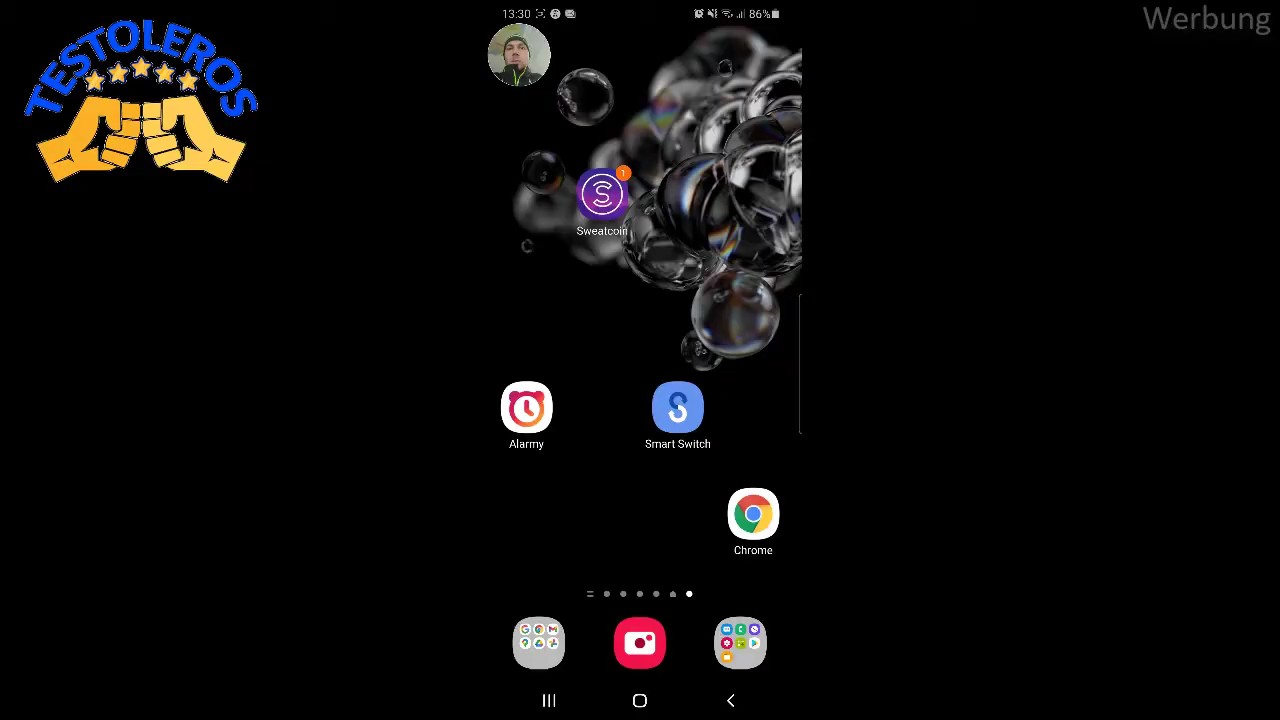 TESTOLEROS
Werbung
13:30
86%
1
Sweatcoin
Alarmy
Smart Switch
Chrome